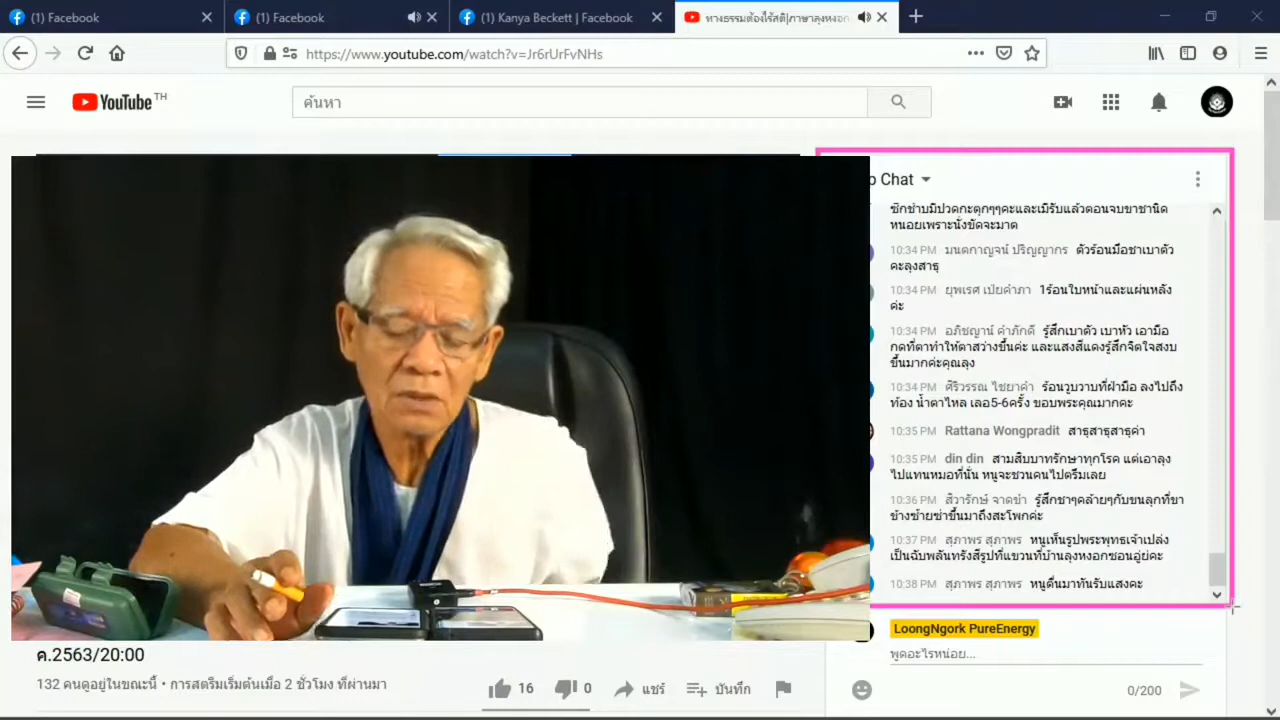 (1) Facebook
(1) Facebook
(1) Kanya Beckett | Facebook
ทางธรรมต้องไร้สติ|ภาษาลุงหงอก
https://www.youtube.com/watch?v=Jr6rUrFvNHs
YouTube TH
ค้นหา
Chat
ซิกซ่าบมีปวดกะตุกๆๆคะและเมิรับแล้วตอนจบขาชานิด
หนอยเพราะนั่งขัดจะมาด
10:34 PM มนตกาญจน์ ปริญญากร ตัวร้อนมือชาเบาตัว
คะลุงสาธุ
10:34 PM ยุพเรศ เป่ยคำภา 1ร้อนใบหน้าและแผ่นหลัง
ค่ะ
10:34 PM อภิชญาน์ คำภักดี รู้สึกเบาตัว เบาหัว เอามือ
กดที่ตาทำให้ตาสว่างขึ้นค่ะ และแสงสีแดงรู้สึกจิตใจสงบ
ขึ้นมากค่ะคุณลุง
10:34 PM ศิริวรรณ ไชยาคำ ร้อนวูบวาบที่ฝ่ามือ ลงไปถึง
ท้อง น้ำตาไหล เลอ5-6ครั้ง ขอบพระคุณมากคะ
10:35 PM Rattana Wongpradit สาธุสาธุสาธุค่า
10:35 PM din din สามสิบบาทรักษาทุกโรค แต่เอาลุง
ไปแทนหมอที่นั่น หนูจะชวนคนไปตรึมเลย
10:36 PM สิวารักษ์ จาดขำ รู้สึกชาๆคล้ายๆกับขนลุกที่ขา
ข้างซ้ายซ่าขึ้นมาถึงสะโพกค่ะ
10:37 PM สุภาพร สุภาพร หนูเห็นรูปพระพุทธเจ้าเปล่ง
เป็นฉับพลันทรังสีรูปที่แขวนที่บ้านลุงหงอกซอนอู่ยู่คะ
10:38 PM สุภาพร สุภาพร หนูตื่นมาทันรับแสงคะ
LoongNgork PureEnergy
พูดอะไรหน่อย...
0/200
ค.2563/20:00
132 คนดูอยู่ในขณะนี้ • การสตรีมเริ่มต้นเมื่อ 2 ชั่วโมง ที่ผ่านมา
16 0 แชร์ บันทึก